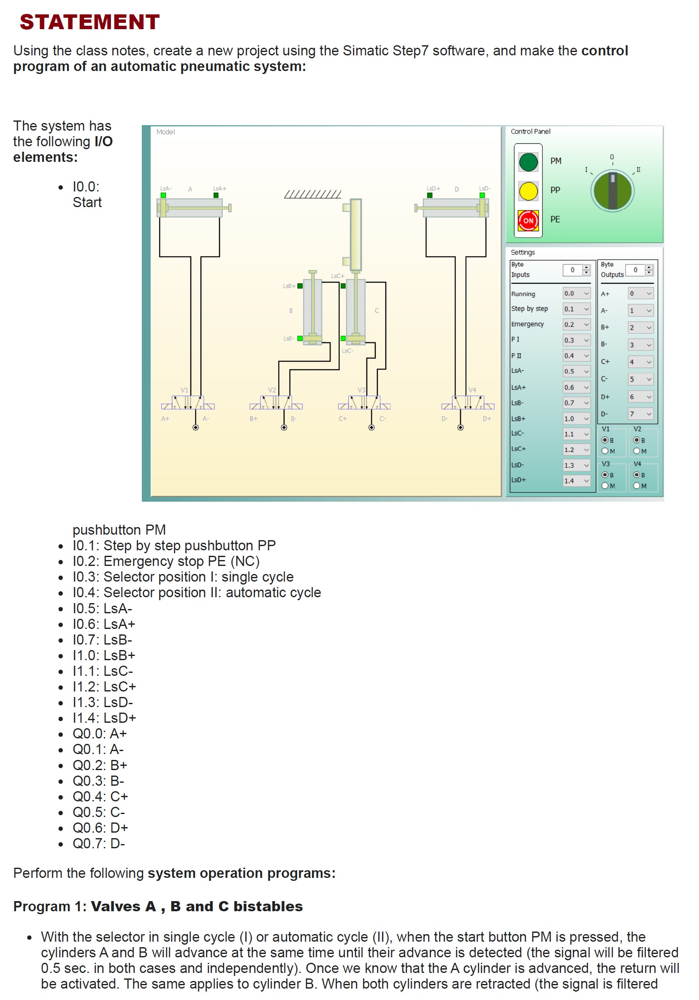 STATEMENT
Using the class notes, create a new project using the Simatic Step7 software, and make the control
program of an automatic pneumatic system:
The system has
the following I/O
elements:
• I0.0:
Start
Model
LsA-
A
LsA+
LsD+
D
LsD-
LsC+
LsB+
B
C
LsB-
LsC-
V1
V2
V3
V4
A+
A-
B+
B-
C+
C-
D-
D+
Control Panel
PM
PP
ON
PE
I
0
II
Settings
Byte
Inputs
0
Running
0.0
Step by step
0.1
Emergency
0.2
P I
0.3
P II
0.4
LsA-
0.5
LsA+
0.6
LsB-
0.7
LsB+
1.0
LsC-
1.1
LsC+
1.2
LsD-
1.3
LsD+
1.4
Byte
Outputs
0
A+
0
A-
1
B+
2
B-
3
C+
4
C-
5
D+
6
D-
7
V1
B
M
V2
B
M
V3
B
M
V4
B
M
pushbutton PM
• I0.1: Step by step pushbutton PP
• I0.2: Emergency stop PE (NC)
• I0.3: Selector position I: single cycle
• I0.4: Selector position II: automatic cycle
• I0.5: LsA-
• I0.6: LsA+
• I0.7: LsB-
• I1.0: LsB+
• I1.1: LsC-
• I1.2: LsC+
• I1.3: LsD-
• I1.4: LsD+
• Q0.0: A+
• Q0.1: A-
• Q0.2: B+
• Q0.3: B-
• Q0.4: C+
• Q0.5: C-
• Q0.6: D+
• Q0.7: D-
Perform the following system operation programs:
Program 1: Valves A , B and C bistables
• With the selector in single cycle (I) or automatic cycle (II), when the start button PM is pressed, the
cylinders A and B will advance at the same time until their advance is detected (the signal will be filtered
0.5 sec. in both cases and independently). Once we know that the A cylinder is advanced, the return will
be activated. The same applies to cylinder B. When both cylinders are retracted (the signal is filtered